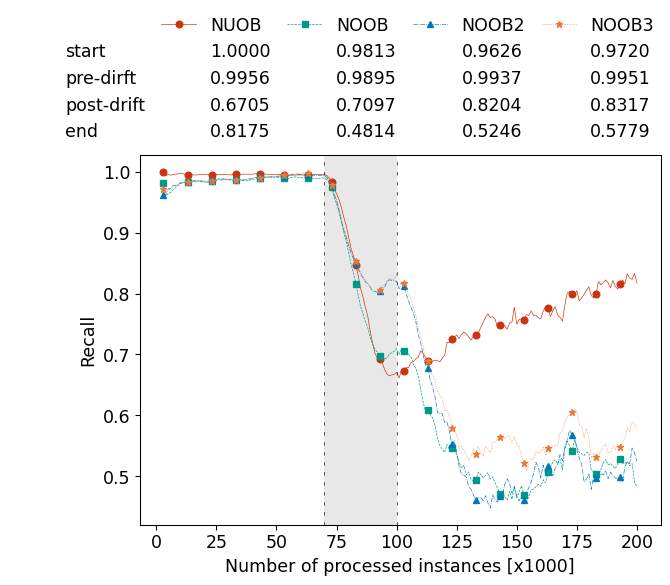 NUOB NOOB NOOB2 NOOB3
start 1.0000 0.9813 0.9626 0.9720
pre-dirft 0.9956 0.9895 0.9937 0.9951
post-drift 0.6705 0.7097 0.8204 0.8317
end 0.8175 0.4814 0.5246 0.5779
1.0
0.9
0.8
0.7
0.6
0.5
Recall
0 25 50 75 100 125 150 175 200
Number of processed instances [x1000]